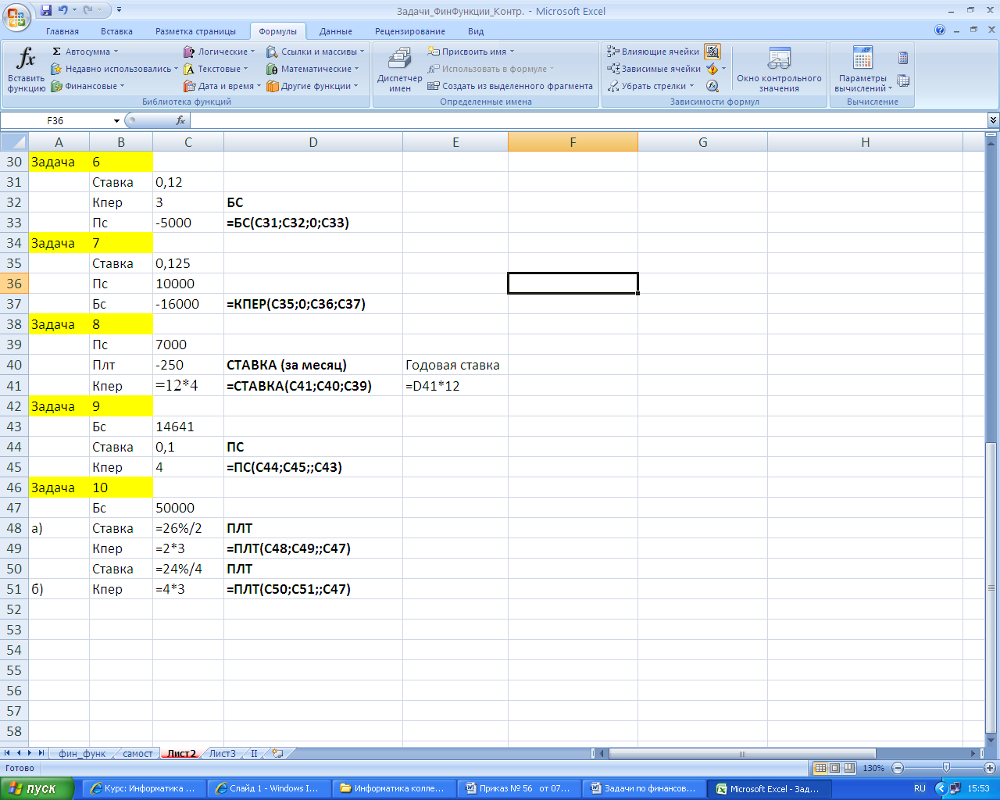 Задачи_ФинФункции_Контр. - Microsoft Excel
Главная Вставка Разметка страницы Формулы Данные Рецензирование Вид
Вставить функцию
Σ Автосумма
Недавно использовались
Финансовые
Логические
Текстовые
Дата и время
Ссылки и массивы
Математические
Другие функции
Библиотека функций
Диспетчер имен
Присвоить имя
Использовать в формуле
Создать из выделенного фрагмента
Определенные имена
Влияющие ячейки
Зависимые ячейки
Убрать стрелки
Зависимости формул
Окно контрольного значения
Параметры вычислений
Вычисление
F36 fx
A B C D E F G H
30 Задача 6
31 Ставка 0,12
32 Кпер 3 БС
33 Пс -5000 =БС(C31;C32;0;C33)
34 Задача 7
35 Ставка 0,125
36 Пс 10000
37 Бс -16000 =КПЕР(C35;0;C36;C37)
38 Задача 8
39 Пс 7000
40 Плт -250 СТАВКА (за месяц) Годовая ставка
41 Кпер =12*4 =СТАВКА(C41;C40;C39) =D41*12
42 Задача 9
43 Бс 14641
44 Ставка 0,1 ПС
45 Кпер 4 =ПС(C44;C45;;C43)
46 Задача 10
47 Бс 50000
48 а) Ставка =26%/2 ПЛТ
49 Кпер =2*3 =ПЛТ(C48;C49;;C47)
50 Ставка =24%/4 ПЛТ
51 б) Кпер =4*3 =ПЛТ(C50;C51;;C47)
52
53
54
55
56
57
58
фин_функ самост Лист2 Лист3 II
Готово 130%
пуск Курс: Информатика ... Слайд 1 - Windows I... Информатика колле... Приказ № 56 от 07... Задачи по финансов... Microsoft Excel - Зад... RU 15:53